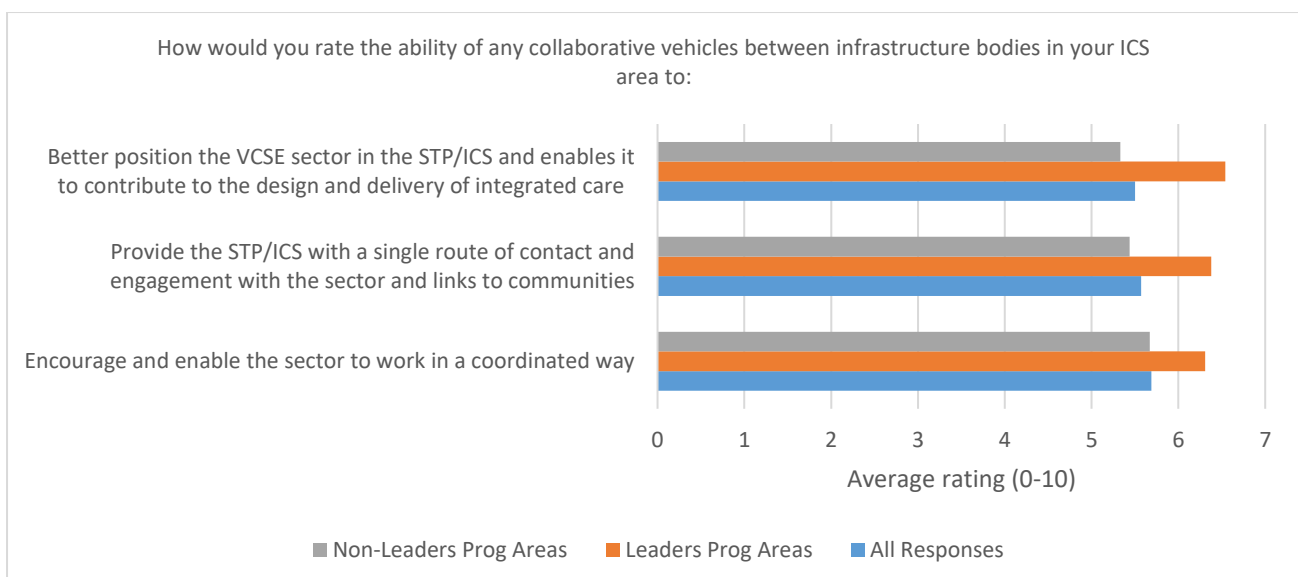 How would you rate the ability of any collaborative vehicles between infrastructure bodies in your ICS
area to:
Better position the VCSE sector in the STP/ICS and enables it
to contribute to the design and delivery of integrated care
Provide the STP/ICS with a single route of contact and
engagement with the sector and links to communities
Encourage and enable the sector to work in a coordinated way
0 1 2 3 4 5 6 7
Average rating (0-10)
Non-Leaders Prog Areas Leaders Prog Areas All Responses